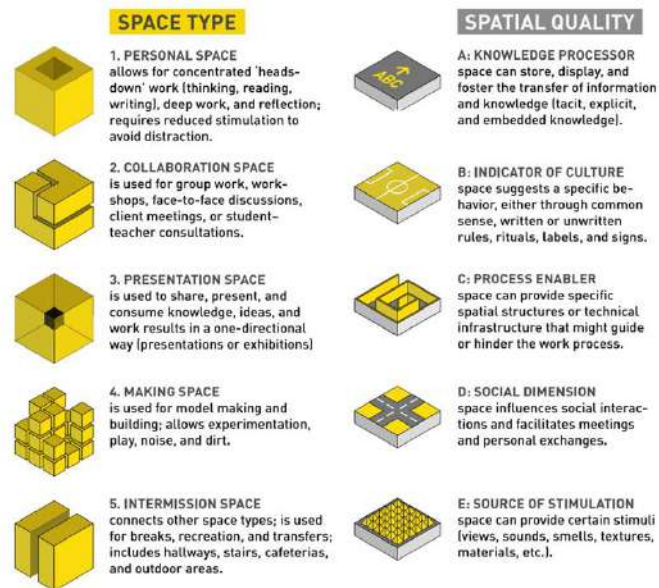 SPACE TYPE
1. PERSONAL SPACE
allows for concentrated 'heads-
down' work (thinking, reading,
writing), deep work, and reflection;
requires reduced stimulation to
avoid distraction.
2. COLLABORATION SPACE
is used for group work, work-
shops, face-to-face discussions,
client meetings, or student–
teacher consultations.
3. PRESENTATION SPACE
is used to share, present, and
consume knowledge, ideas, and
work results in a one-directional
way (presentations or exhibitions)
4. MAKING SPACE
is used for model making and
building; allows experimentation,
play, noise, and dirt.
5. INTERMISSION SPACE
connects other space types; is used
for breaks, recreation, and transfers;
includes hallways, stairs, cafeterias,
and outdoor areas.
SPATIAL QUALITY
ABC
A: KNOWLEDGE PROCESSOR
space can store, display, and
foster the transfer of information
and knowledge (tacit, explicit,
and embedded knowledge).
B: INDICATOR OF CULTURE
space suggests a specific be-
havior, either through common
sense, written or unwritten
rules, rituals, labels, and signs.
C: PROCESS ENABLER
space can provide specific
spatial structures or technical
infrastructure that might guide
or hinder the work process.
D: SOCIAL DIMENSION
space influences social interac-
tions and facilitates meetings
and personal exchanges.
E: SOURCE OF STIMULATION
space can provide certain stimuli
(views, sounds, smells, textures,
materials, etc.).